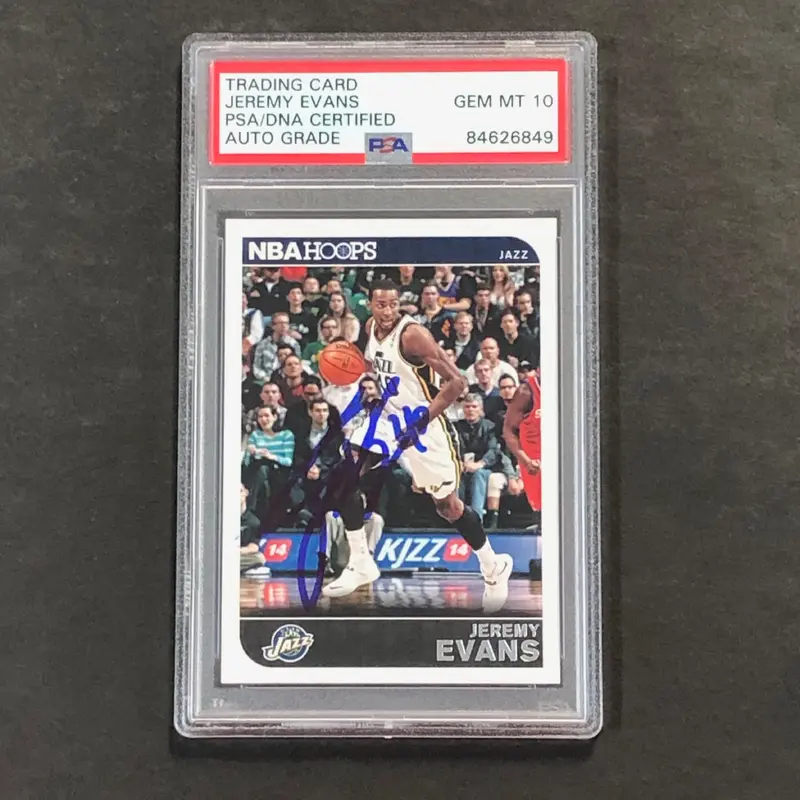 TRADING CARD
JEREMY EVANS GEM MT 10
PSA/DNA CERTIFIED
AUTO GRADE PSA 84626849
NBA HOOPS JAZZ
14 KJZZ 14
JAZZ
JEREMY
EVANS